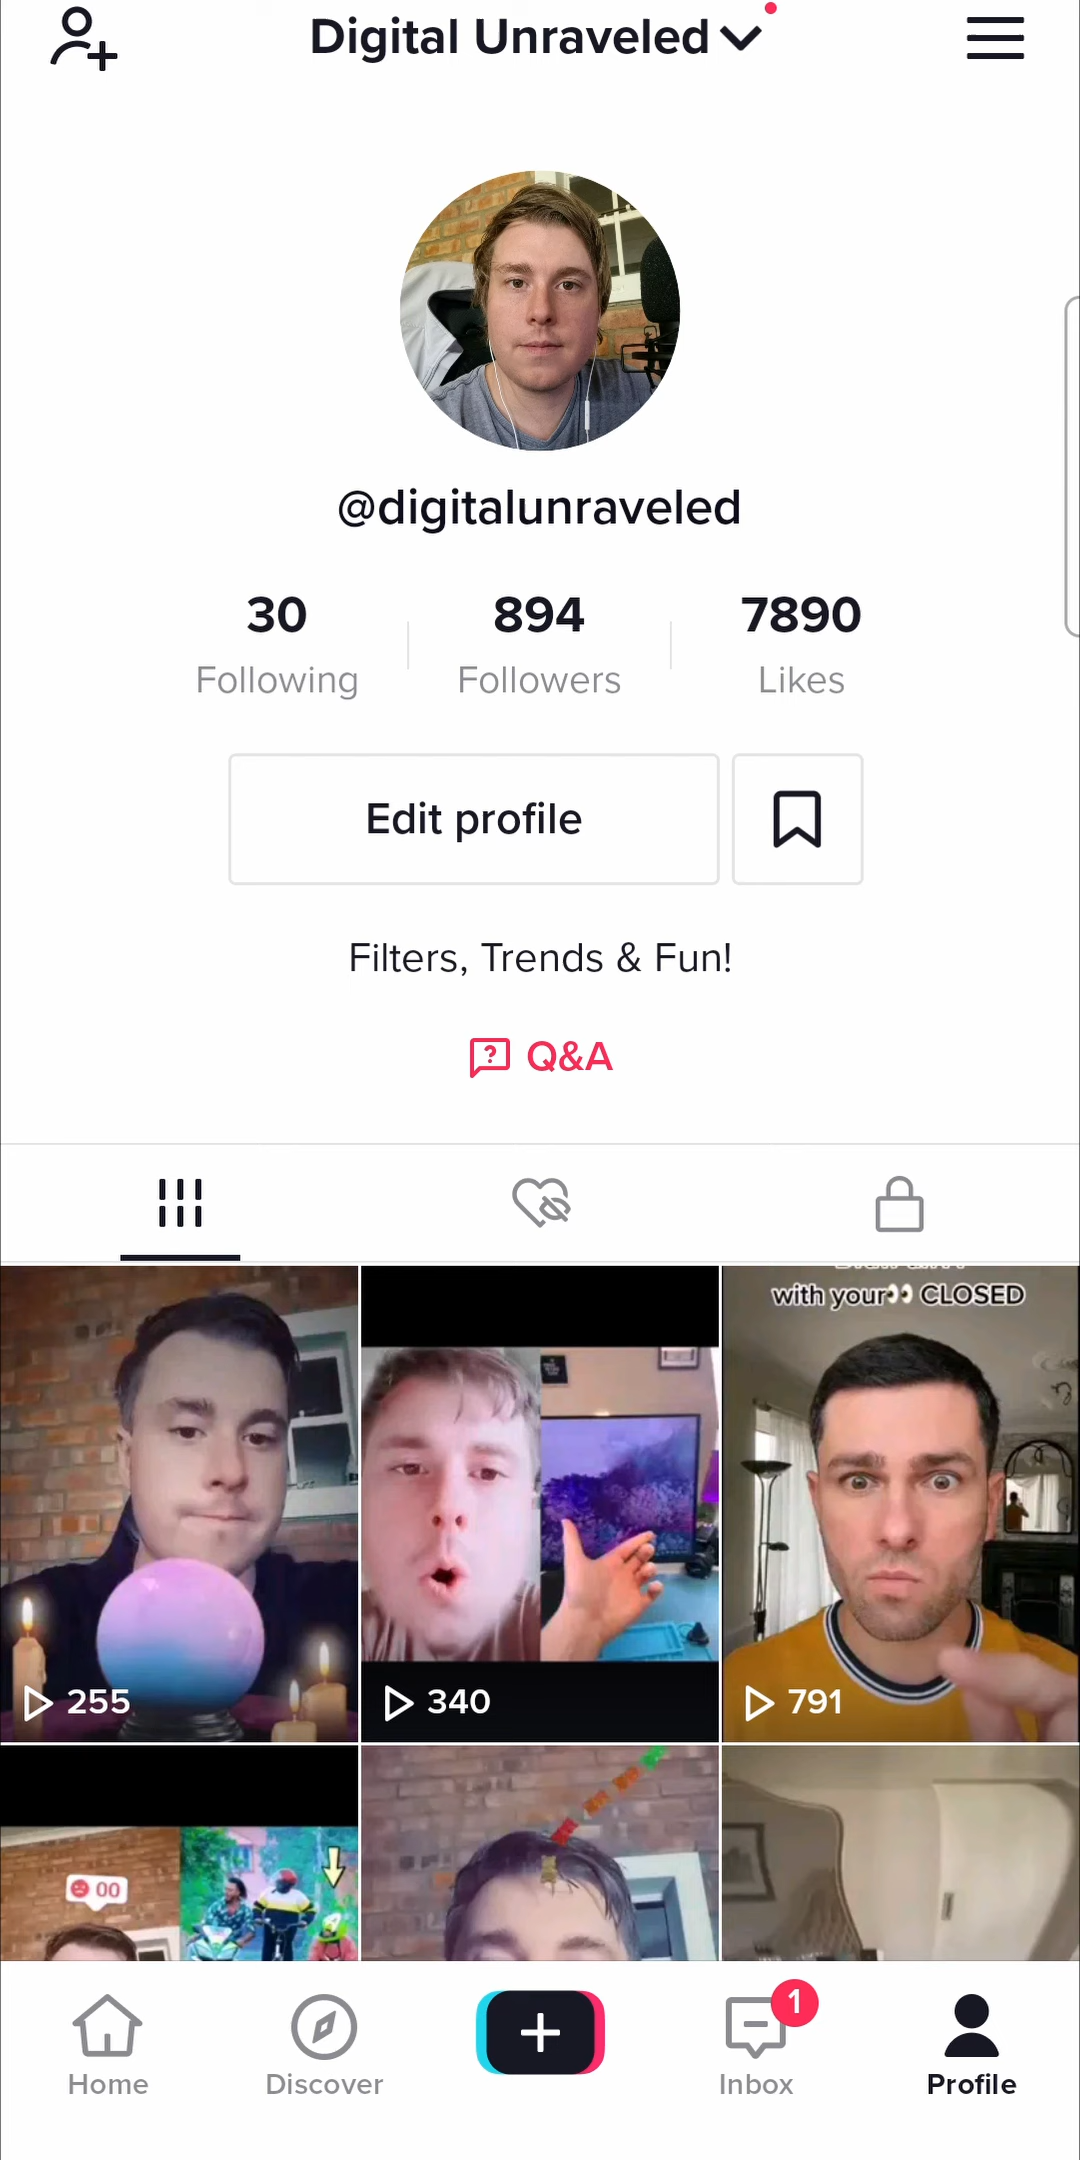 Digital Unraveled
@digitalunraveled
30 894 7890
Following Followers Likes
Edit profile
Filters, Trends & Fun!
? Q&A
with your👀 CLOSED
255 340 791
00
1
Home Discover Inbox Profile